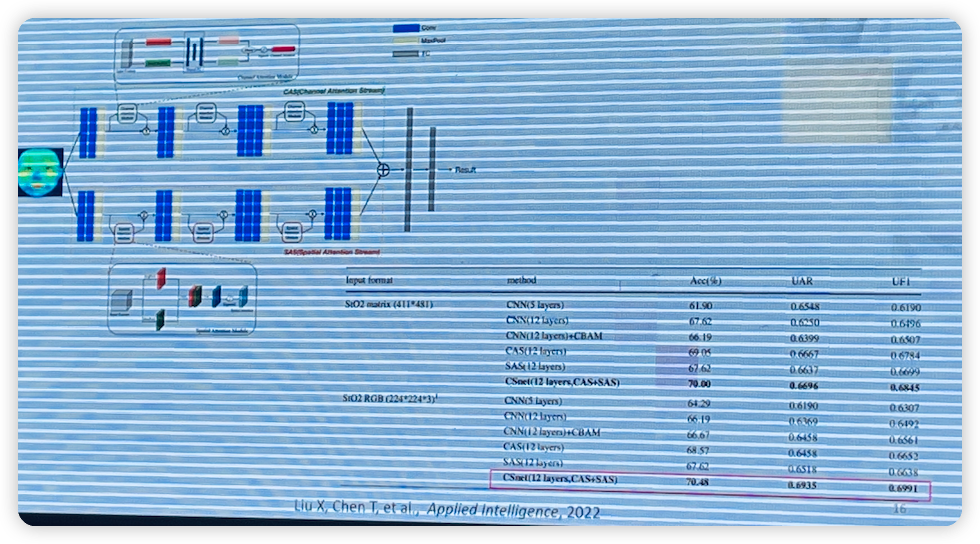 Conv
MaxPool
FC
Channel Attention Module
CAS(Channel Attention Stream)
Result
SAS(Spatial Attention Stream)
Spatial Attention Module
Input format method Acc(%) UAR UF1
StO2 matrix (411*481) CNN(5 layers) 61.90 0.6548 0.6190
CNN(12 layers) 67.62 0.6250 0.6496
CNN(12 layers)+CBAM 66.19 0.6399 0.6507
CAS(12 layers) 69.05 0.6667 0.6784
SAS(12 layers) 67.62 0.6637 0.6699
CSnet(12 layers,CAS+SAS) 70.00 0.6696 0.6845
StO2 RGB (224*224*3)¹ CNN(5 layers) 64.29 0.6190 0.6307
CNN(12 layers) 66.19 0.6369 0.6492
CNN(12 layers)+CBAM 66.67 0.6458 0.6561
CAS(12 layers) 68.57 0.6458 0.6652
SAS(12 layers) 67.62 0.6518 0.6638
CSnet(12 layers,CAS+SAS) 70.48 0.6935 0.6991
Liu X, Chen T, et al., Applied Intelligence, 2022
16